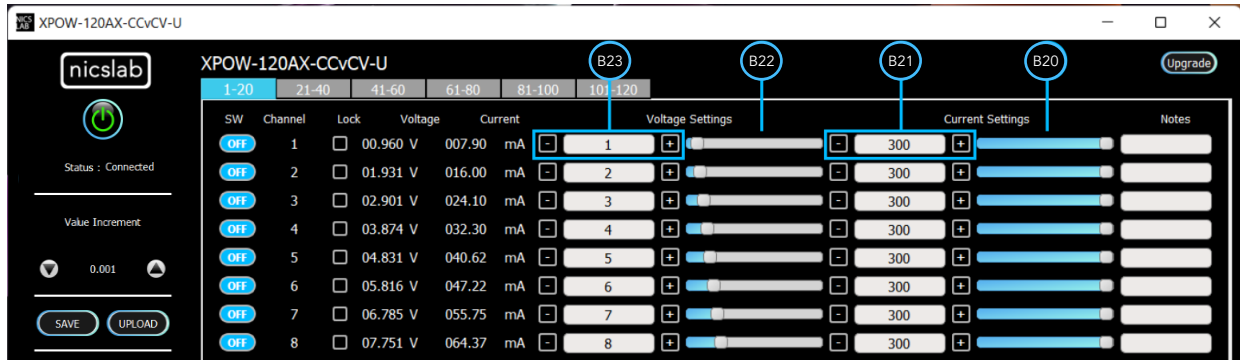 NICS LAB XPOW-120AX-CCvCV-U
nicslab
Status : Connected
Value Increment
0.001
SAVE UPLOAD
XPOW-120AX-CCvCV-U
B23 B22 B21 B20
Upgrade
1-20 21-40 41-60 61-80 81-100 101-120
SW Channel Lock Voltage Current Voltage Settings Current Settings Notes
OFF 1 00.960 V 007.90 mA - 1 + - 300 +
OFF 2 01.931 V 016.00 mA - 2 + - 300 +
OFF 3 02.901 V 024.10 mA - 3 + - 300 +
OFF 4 03.874 V 032.30 mA - 4 + - 300 +
OFF 5 04.831 V 040.62 mA - 5 + - 300 +
OFF 6 05.816 V 047.22 mA - 6 + - 300 +
OFF 7 06.785 V 055.75 mA - 7 + - 300 +
OFF 8 07.751 V 064.37 mA - 8 + - 300 +